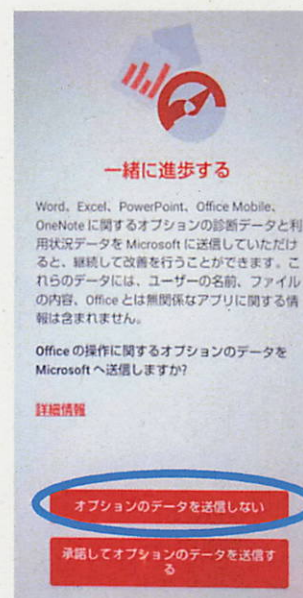 一緒に進歩する
Word、Excel、PowerPoint、Office Mobile、
OneNote に関するオプションの診断データと利
用状況データを Microsoft に送信していただけ
ると、継続して改善を行うことができます。こ
れらのデータには、ユーザーの名前、ファイル
の内容、Office とは無関係なアプリに関する情
報は含まれません。
Office の操作に関するオプションのデータを
Microsoft へ送信しますか?
詳細情報
オプションのデータを送信しない
承諾してオプションのデータを送信す
る